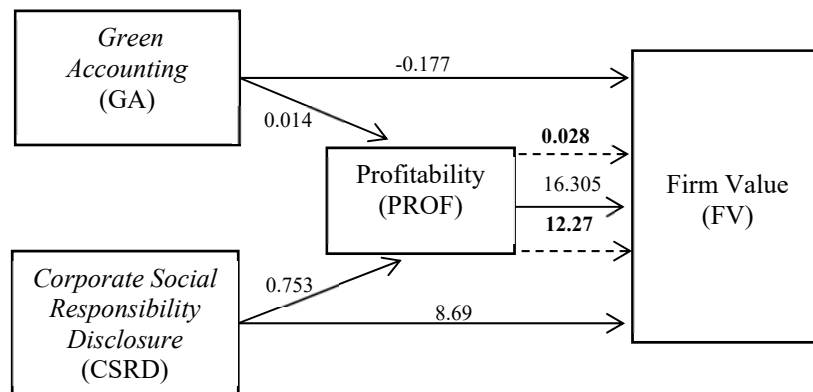 Green
Accounting
(GA)
-0.177
0.014
0.028
Profitability
(PROF)
16.305
12.27
Firm Value
(FV)
Corporate Social
Responsibility
Disclosure
(CSRD)
0.753
8.69